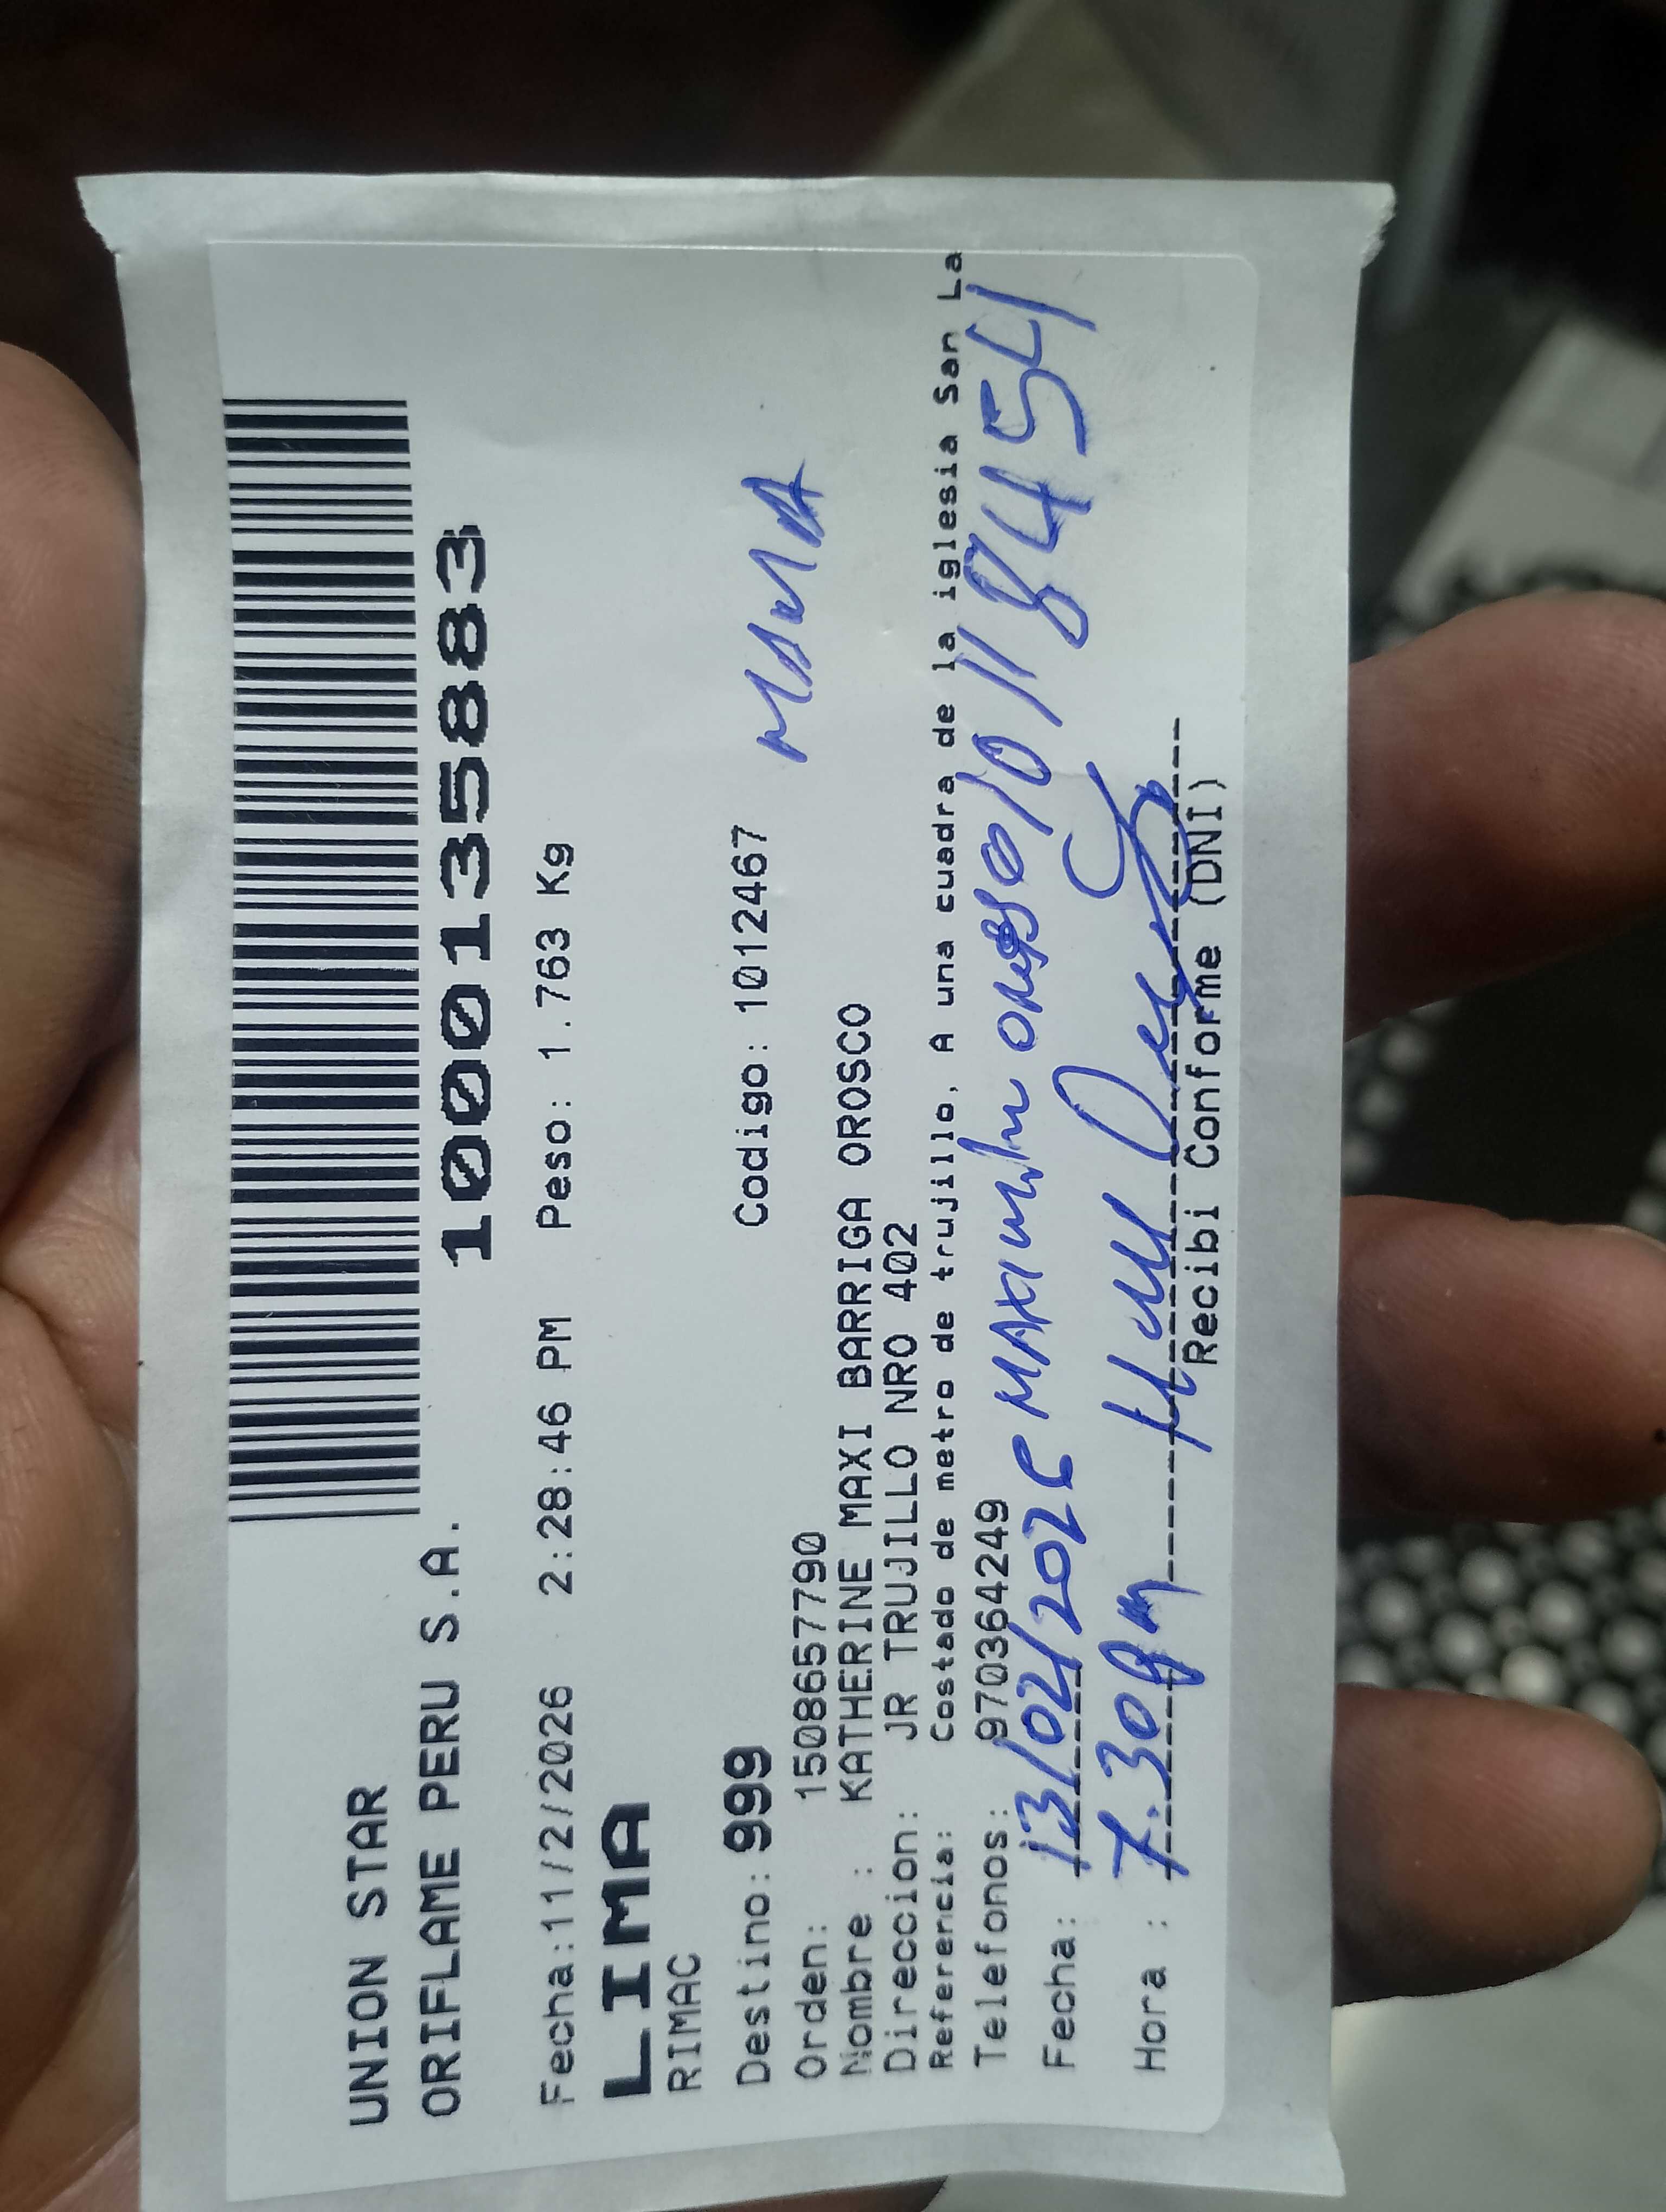 UNION STAR
ORIFLAME PERU S.A.
100135883
Fecha:11/2/2026 2:28:46 PM Peso: 1.763 Kg
LIMA
RIMAC
Destino: 999 Codigo: 1012467
MAMA
Orden: 1508657790
Nombre : KATHERINE MAXI BARRIGA OROSCO
Direccion: JR TRUJILLO NRO 402
Referencia: Costado de metro de trujillo, A una cuadra de la iglesia San La
Telefonos: 970364249
Fecha: 13/02/2026
Hora : 7.30pm
Recibi Conforme (DNI)